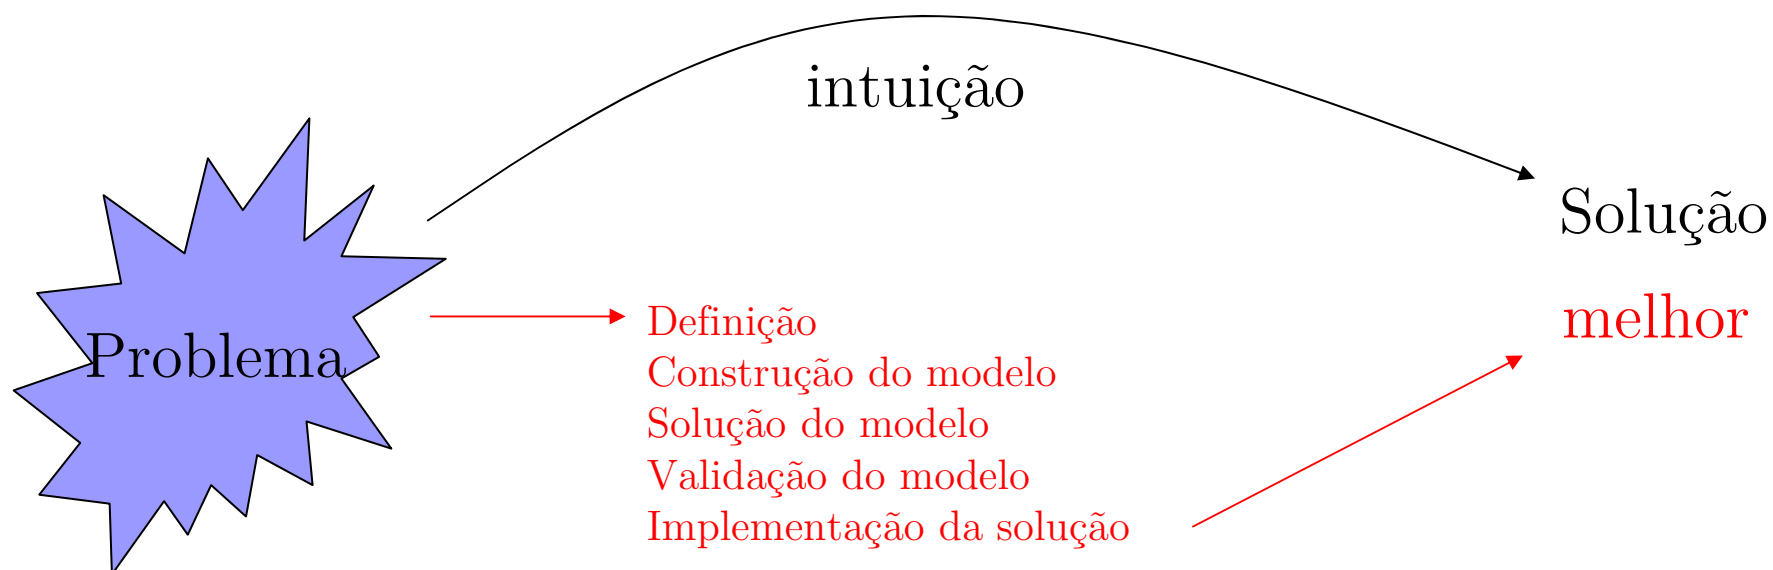 intuição
Solução
melhor
Problema
Definição
Construção do modelo
Solução do modelo
Validação do modelo
Implementação da solução